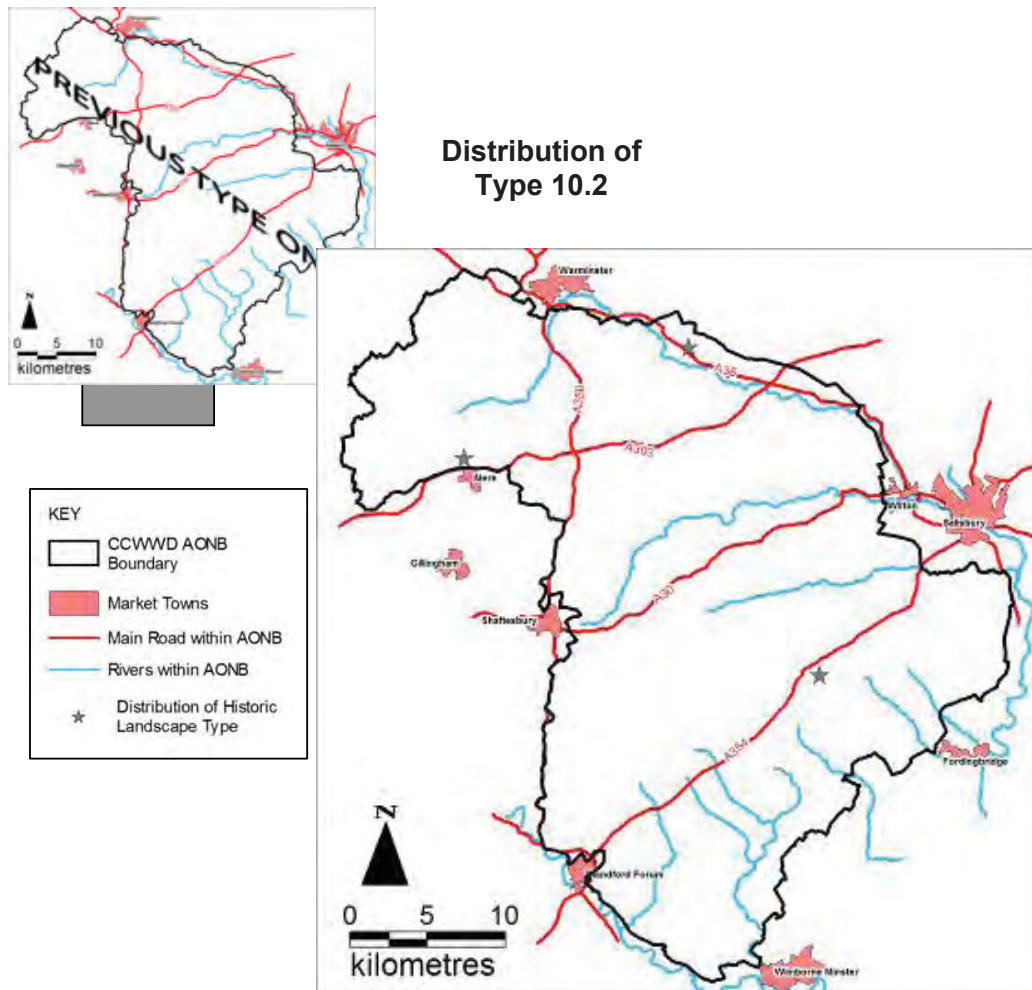 PREVIOUS TYPE ON
N
0 5 10
kilometres
Distribution of
Type 10.2
KEY
CCWWD AONB
Boundary
Market Towns
Main Road within AONB
Rivers within AONB
Distribution of Historic
Landscape Type
Warminster
A36
A350
A303
Mere
Wilton
Salisbury
Gillingham
A30
Shaftesbury
A354
Fordingbridge
N
landford Forum
0 5 10
kilometres
Wimborne Minster